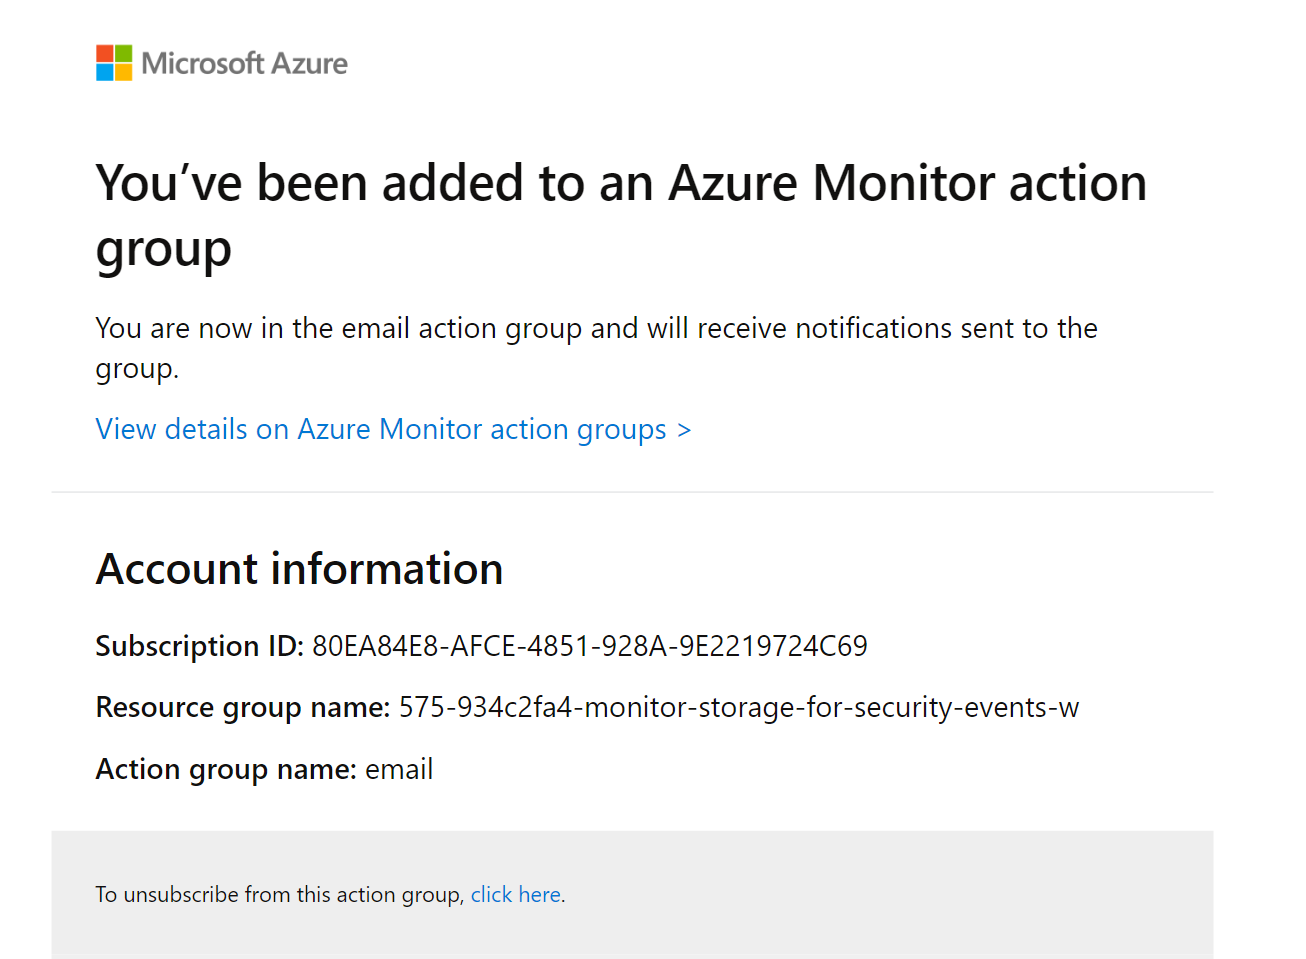 Microsoft Azure
You’ve been added to an Azure Monitor action
group
You are now in the email action group and will receive notifications sent to the
group.
View details on Azure Monitor action groups >
Account information
Subscription ID: 80EA84E8-AFCE-4851-928A-9E2219724C69
Resource group name: 575-934c2fa4-monitor-storage-for-security-events-w
Action group name: email
To unsubscribe from this action group, click here.